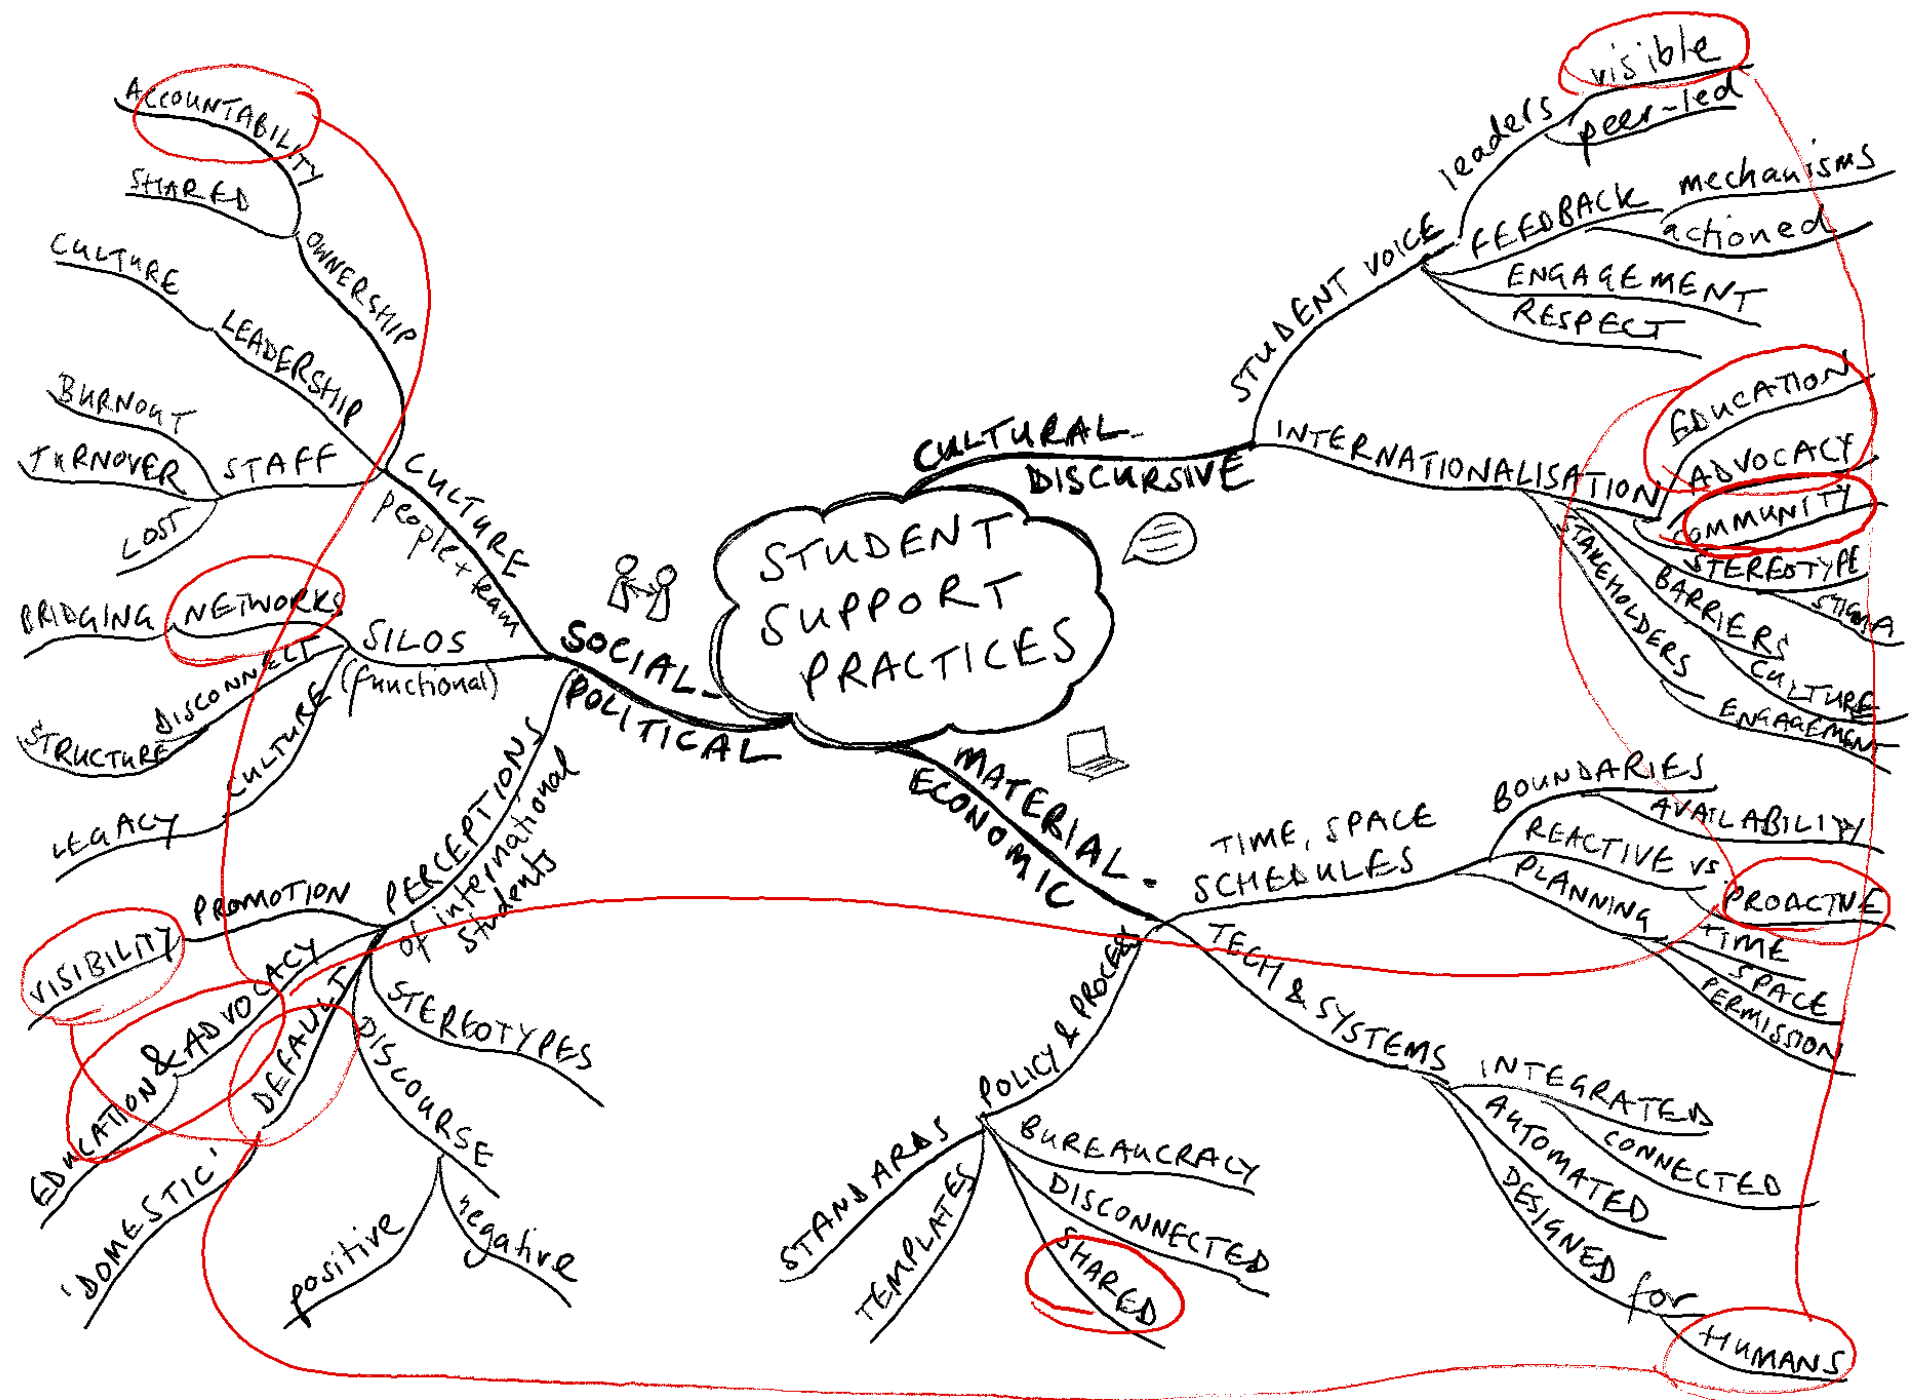 STUDENT
SUPPORT
PRACTICES
CULTURAL-
DISCURSIVE
STUDENT VOICE
leaders
visible
peer-led
FEEDBACK
mechanisms
actioned
ENGAGEMENT
RESPECT
INTERNATIONALISATION
EDUCATION
ADVOCACY
COMMUNITY
STEREOTYPE
STIGMA
BARRIERS
CULTURE
STAKEHOLDERS
ENGAGEMENT
MATERIAL-
ECONOMIC
TIME, SPACE
SCHEDULES
BOUNDARIES
AVAILABILITY
REACTIVE vs.
PROACTIVE
PLANNING
TIME
SPACE
PERMISSION
TECH & SYSTEMS
INTEGRATED
CONNECTED
AUTOMATED
DESIGNED for
HUMANS
POLICY & PROCESS
BUREAUCRACY
DISCONNECTED
SHARED
TEMPLATES
STANDARDS
SOCIAL-
POLITICAL
CULTURE
people + team
OWNERSHIP
ACCOUNTABILITY
SHARED
LEADERSHIP
CULTURE
STAFF
BURNOUT
TURNOVER
LOST
SILOS
(functional)
NETWORKS
BRIDGING
DISCONNECT
STRUCTURE
CULTURE
LEGACY
PERCEPTIONS
of international
students
PROMOTION
VISIBILITY
EDUCATION & ADVOCACY
DEFAULT
'DOMESTIC'
DISCOURSE
positive
negative
STEREOTYPES